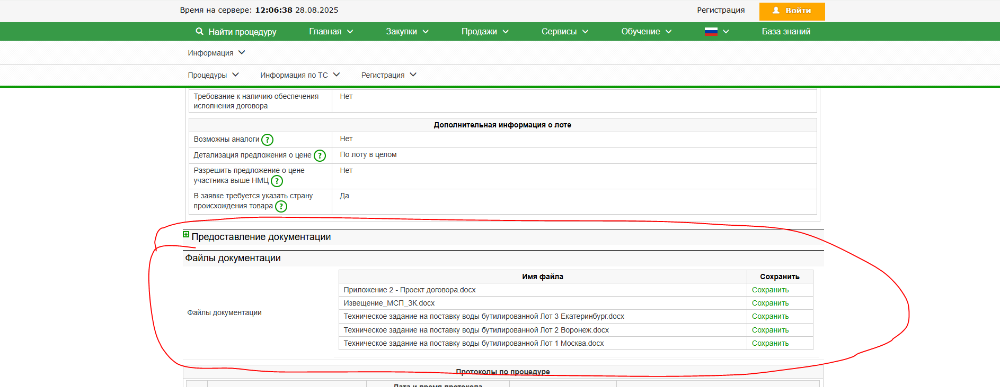 Время на сервере: 12:06:38 28.08.2025
Регистрация
Войти
Найти процедуру
Главная
Закупки
Продажи
Сервисы
Обучение
База знаний
Информация
Процедуры
Информация по ТС
Регистрация
Требование к наличию обеспечения
исполнения договора
Нет
Дополнительная информация о лоте
Возможны аналоги ?
Нет
Детализация предложения о цене ?
По лоту в целом
Разрешить предложение о цене
участника выше НМЦ ?
Нет
В заявке требуется указать страну
происхождения товара ?
Да
Предоставление документации
Файлы документации
Файлы документации
Имя файла
Сохранить
Приложение 2 - Проект договора.docx
Сохранить
Извещение_МСП_ЗК.docx
Сохранить
Техническое задание на поставку воды бутилированной Лот 3 Екатеринбург.docx
Сохранить
Техническое задание на поставку воды бутилированной Лот 2 Воронеж.docx
Сохранить
Техническое задание на поставку воды бутилированной Лот 1 Москва.docx
Сохранить
Протоколы по процедуре
Дата и время протокола